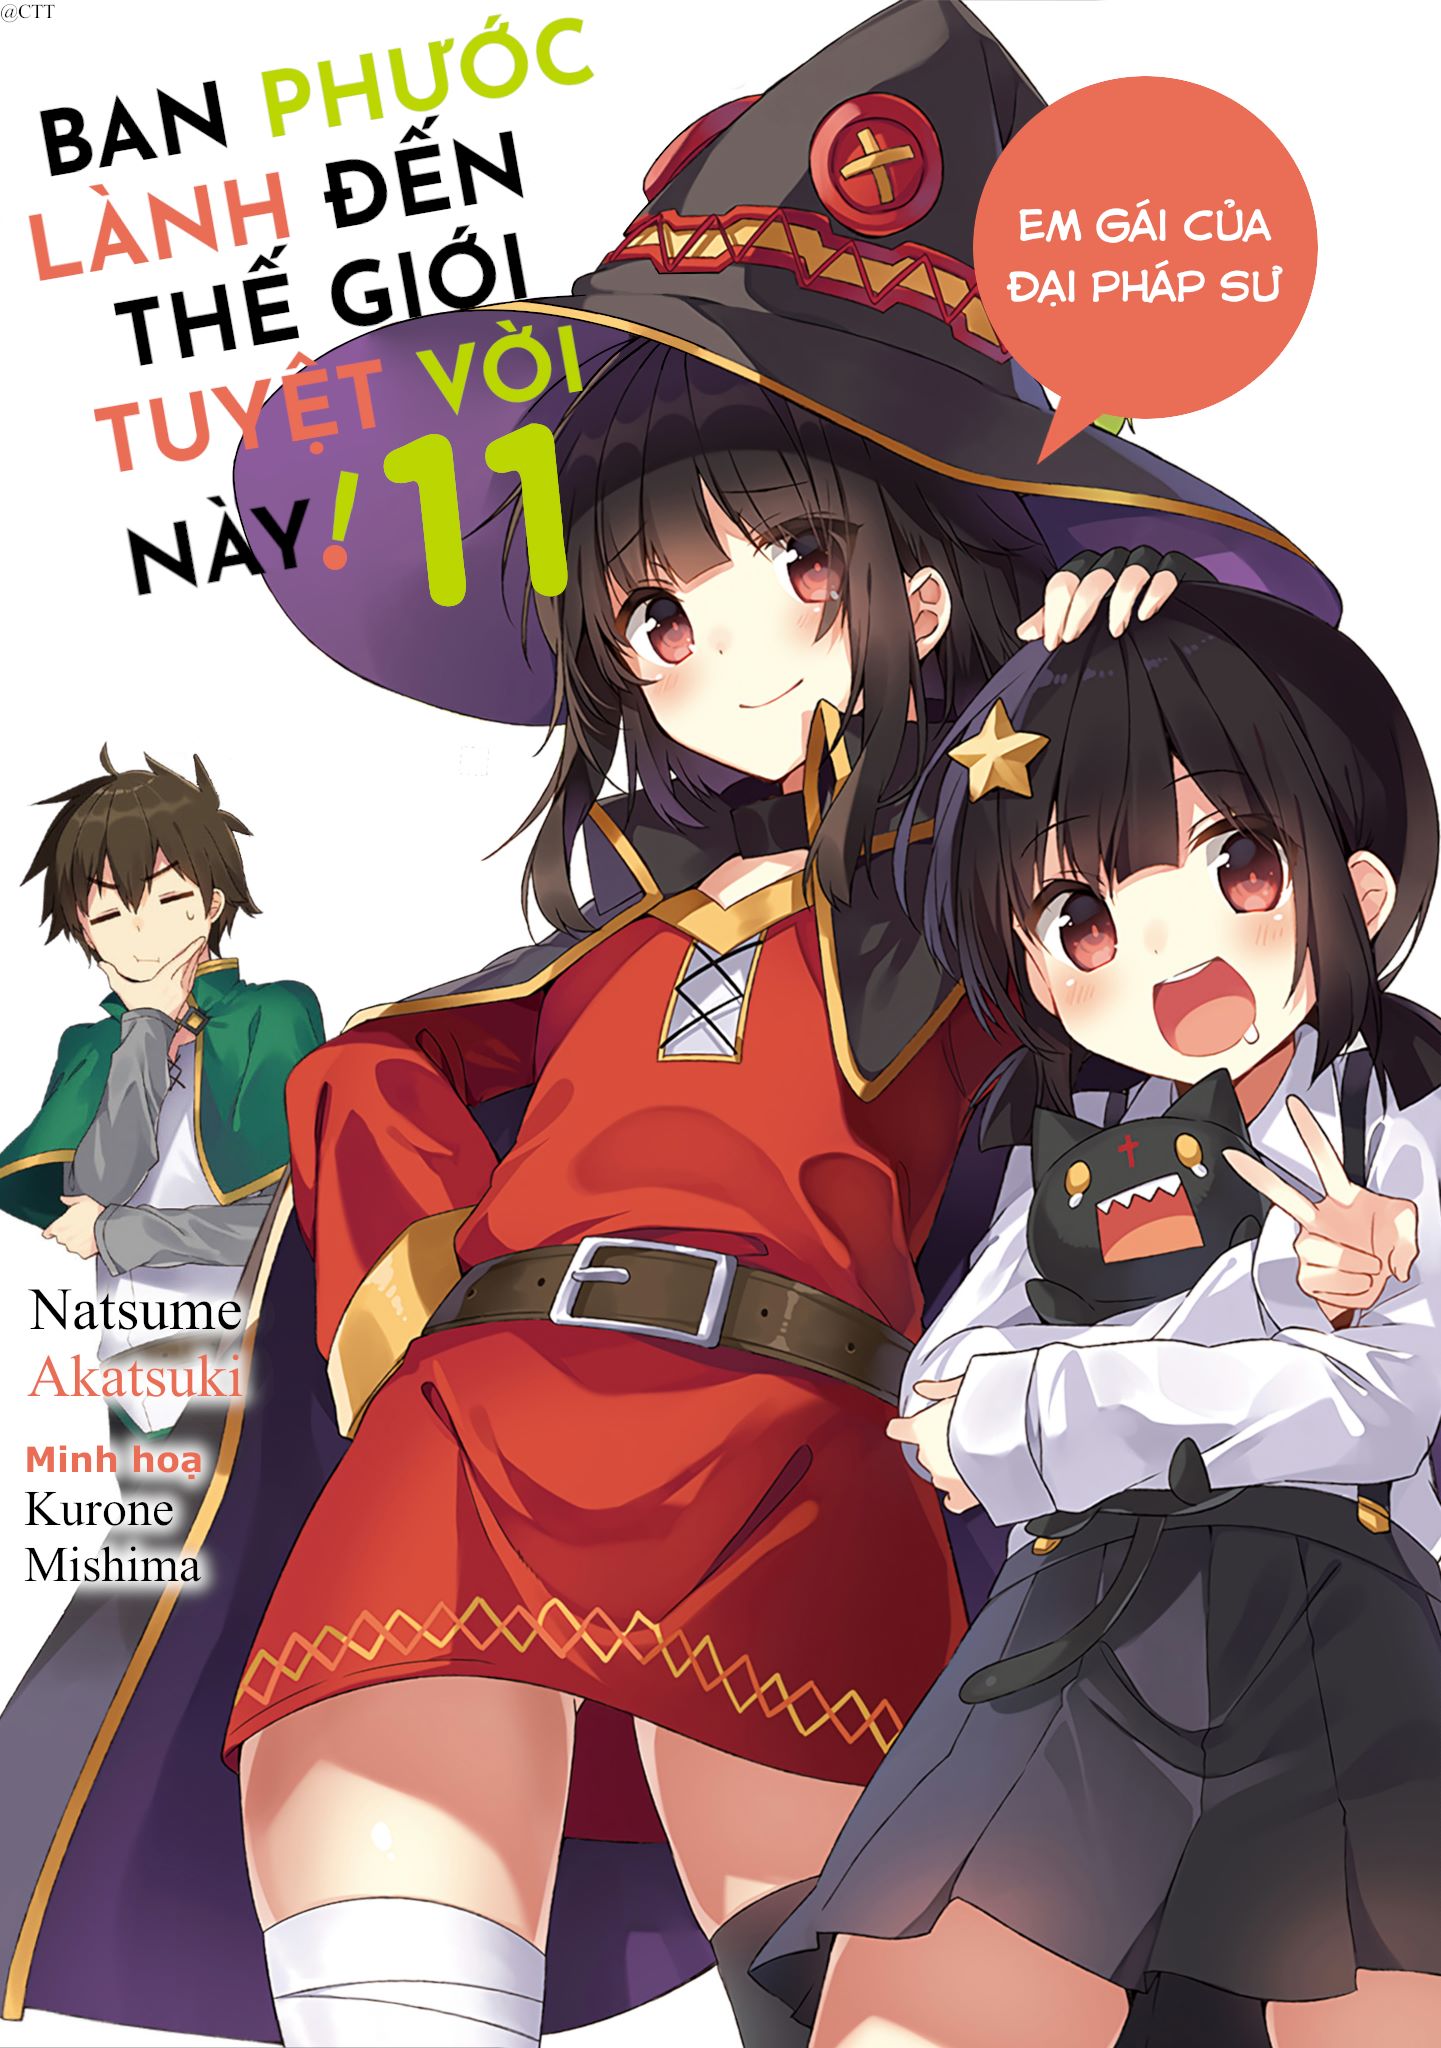 @CTT
BAN PHƯỚC
LÀNH ĐẾN
THẾ GIỚI
TUYỆT VỜI
NÀY! 11
EM GÁI CỦA
ĐẠI PHÁP SƯ
Natsume
Akatsuki
Minh hoạ
Kurone
Mishima